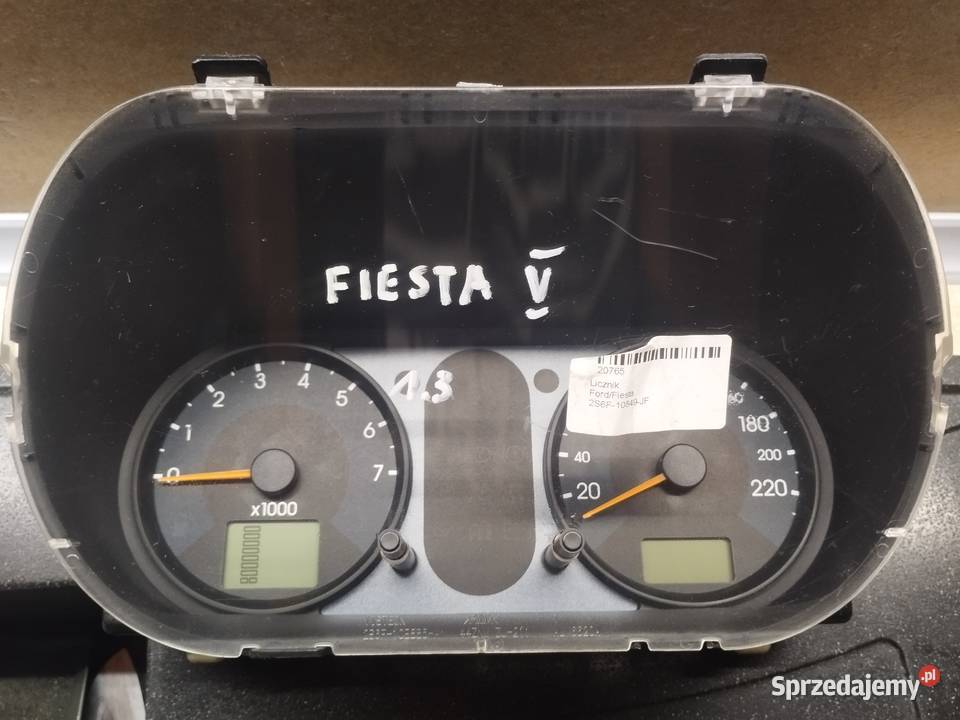 FIESTA V
1.3
20765
Licznik
Ford/Fiesta
2S6F-10849-JF
0 1 2 3 4 5 6 7
x1000
20 40 180 200 220
Sprzedajemy.pl